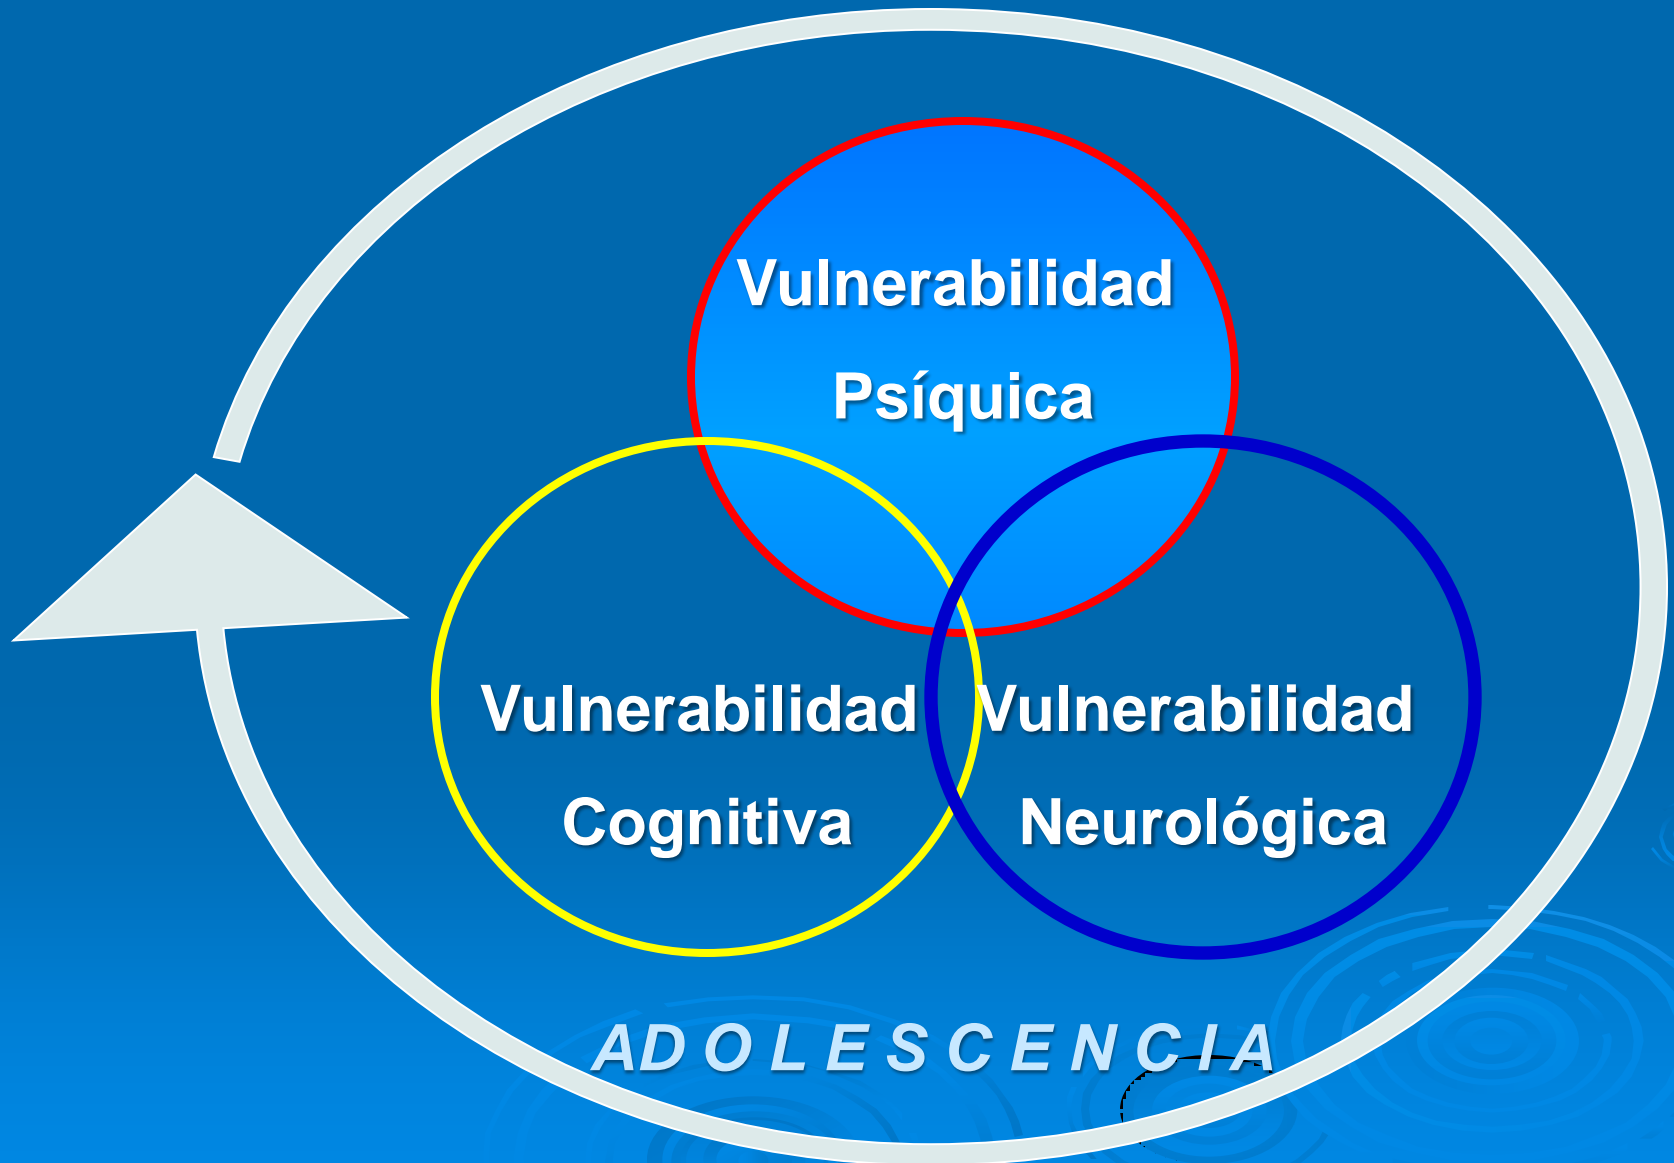 Vulnerabilidad
Psíquica
Vulnerabilidad
Cognitiva
Vulnerabilidad
Neurológica
ADOLESCENCIA